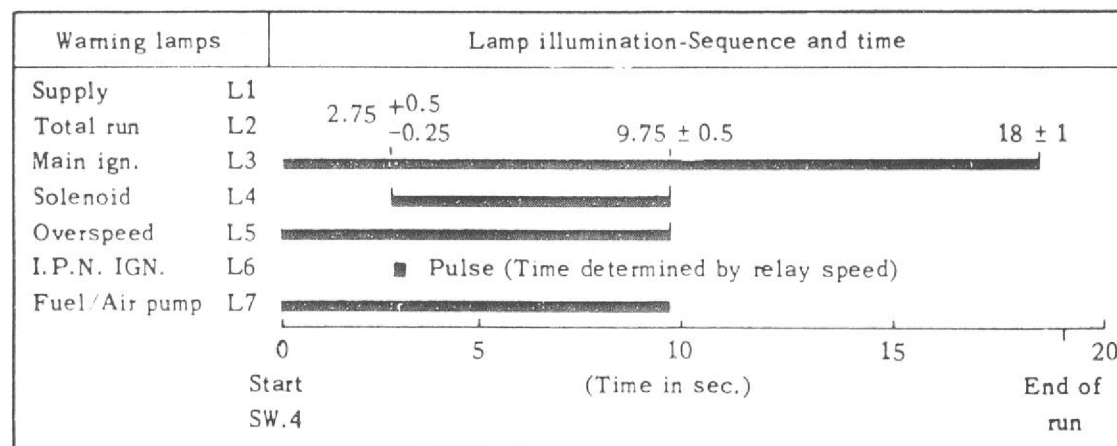 Warning lamps Lamp illumination-Sequence and time
Supply L1
2.75 +0.5
Total run L2 -0.25 9.75 ± 0.5 18 ± 1
Main ign. L3
Solenoid L4
Overspeed L5
I.P.N. IGN. L6 Pulse (Time determined by relay speed)
Fuel/Air pump L7
0 5 10 15 20
Start (Time in sec.) End of
SW.4 run